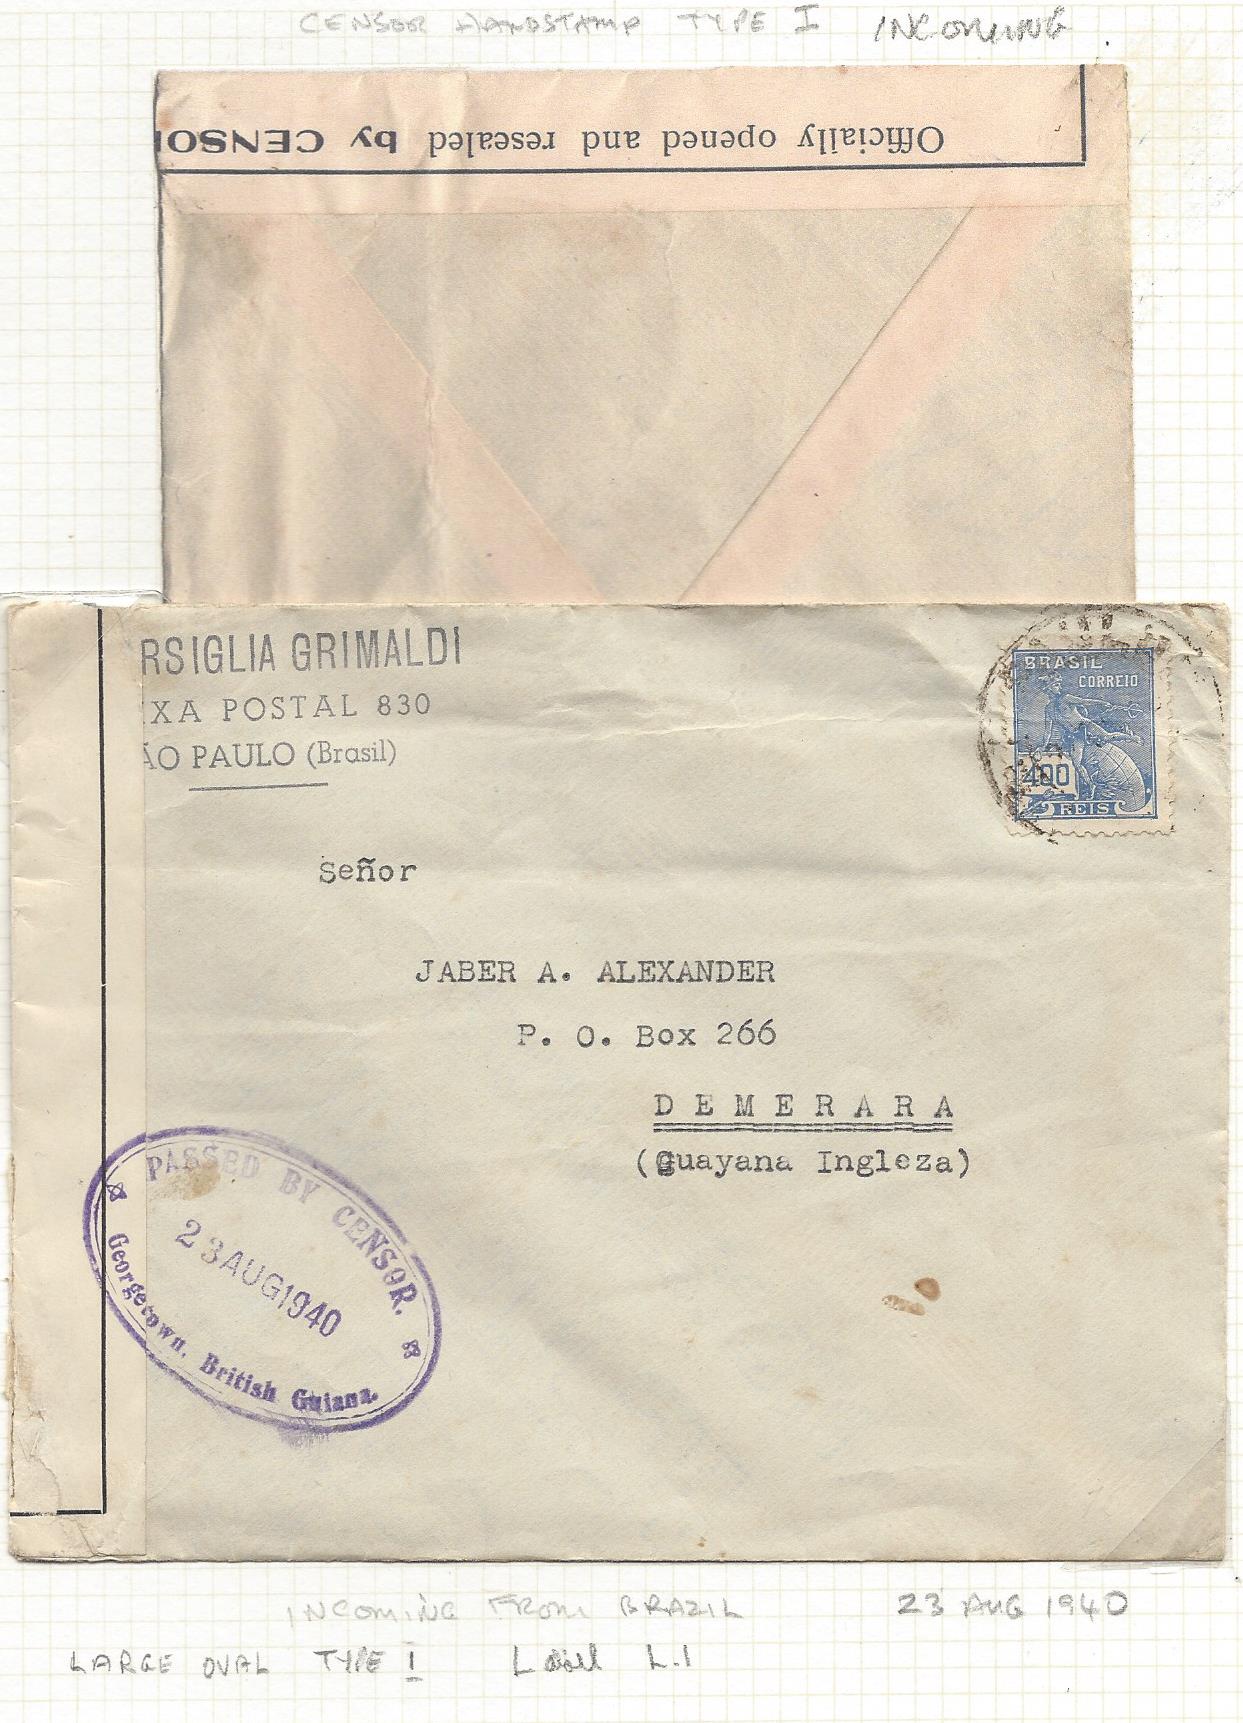 CENSOR HANDSTAMP TYPE I INCOMING
Officially opened and resealed by CENSO
RSIGLIA GRIMALDI
XA POSTAL 830
ÃO PAULO (Brasil)
BRASIL
CORREIO
400
REIS
Señor
JABER A. ALEXANDER
P. O. Box 266
DEMERARA
(Guayana Ingleza)
PASSED BY CENSOR.
23 AUG 1940
Georgetown. British Guiana.
INCOMING FROM BRAZIL 23 AUG 1940
LARGE OVAL TYPE I Label L.1